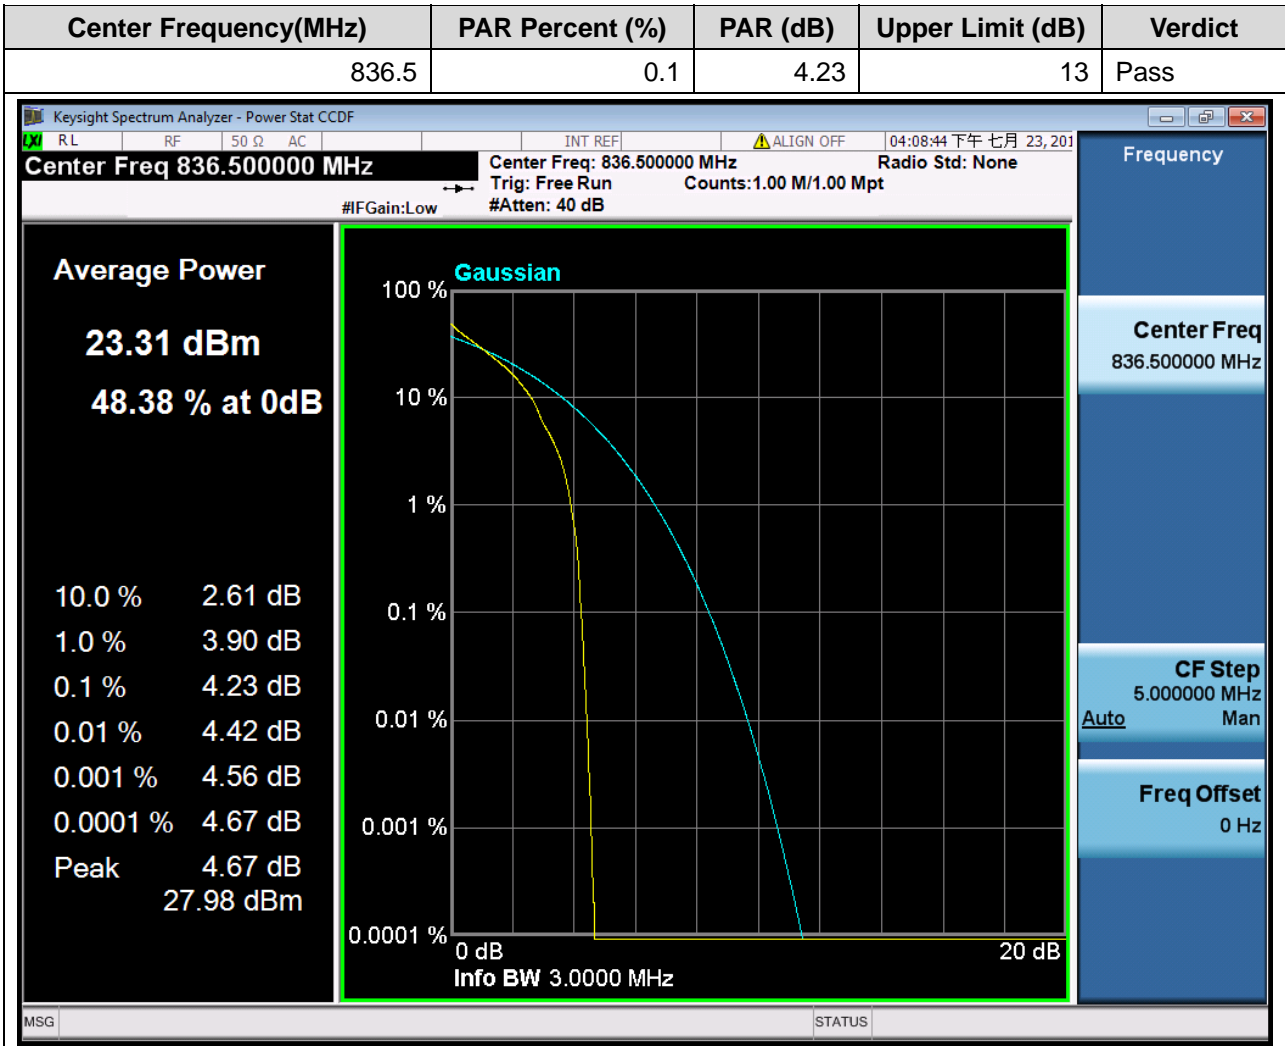 Center Frequency(MHz) PAR Percent (%) PAR (dB) Upper Limit (dB) Verdict
836.5 0.1 4.23 13 Pass
Keysight Spectrum Analyzer - Power Stat CCDF
LXI RL RF 50 Ω AC INT REF ALIGN OFF 04:08:44 下午 七月 23, 201
Center Freq 836.500000 MHz
Center Freq: 836.500000 MHz Radio Std: None
Trig: Free Run Counts:1.00 M/1.00 Mpt
#IFGain:Low #Atten: 40 dB
Average Power
23.31 dBm
48.38 % at 0dB
10.0 % 2.61 dB
1.0 % 3.90 dB
0.1 % 4.23 dB
0.01 % 4.42 dB
0.001 % 4.56 dB
0.0001 % 4.67 dB
Peak 4.67 dB
27.98 dBm
Gaussian
100 %
10 %
1 %
0.1 %
0.01 %
0.001 %
0.0001 %
0 dB 20 dB
Info BW 3.0000 MHz
Frequency
Center Freq
836.500000 MHz
CF Step
5.000000 MHz
Auto Man
Freq Offset
0 Hz
MSG STATUS